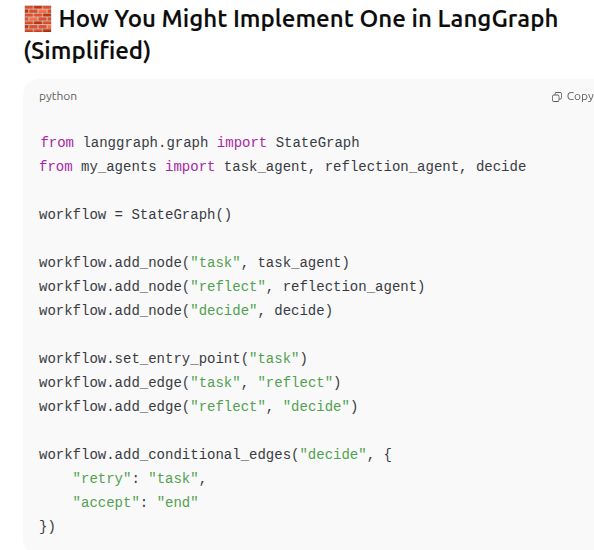 🧱 How You Might Implement One in LangGraph
(Simplified)
python
Copy
from langgraph.graph import StateGraph
from my_agents import task_agent, reflection_agent, decide
workflow = StateGraph()
workflow.add_node("task", task_agent)
workflow.add_node("reflect", reflection_agent)
workflow.add_node("decide", decide)
workflow.set_entry_point("task")
workflow.add_edge("task", "reflect")
workflow.add_edge("reflect", "decide")
workflow.add_conditional_edges("decide", {
    "retry": "task",
    "accept": "end"
})